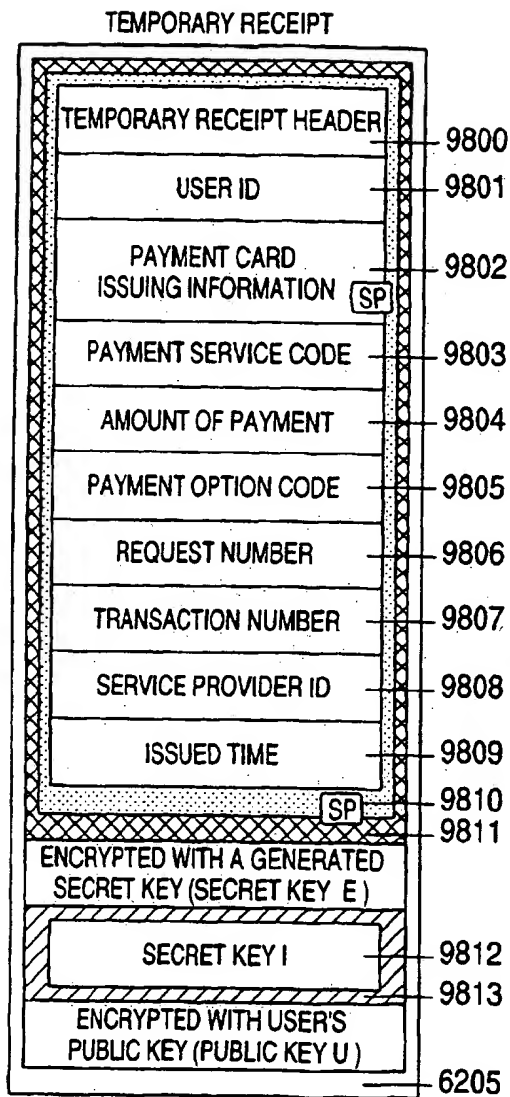 TEMPORARY RECEIPT
TEMPORARY RECEIPT HEADER
9800
USER ID
9801
PAYMENT CARD
ISSUING INFORMATION
SP
9802
PAYMENT SERVICE CODE
9803
AMOUNT OF PAYMENT
9804
PAYMENT OPTION CODE
9805
REQUEST NUMBER
9806
TRANSACTION NUMBER
9807
SERVICE PROVIDER ID
9808
ISSUED TIME
9809
SP
9810
9811
ENCRYPTED WITH A GENERATED
SECRET KEY (SECRET KEY E)
SECRET KEY I
9812
9813
ENCRYPTED WITH USER'S
PUBLIC KEY (PUBLIC KEY U)
6205